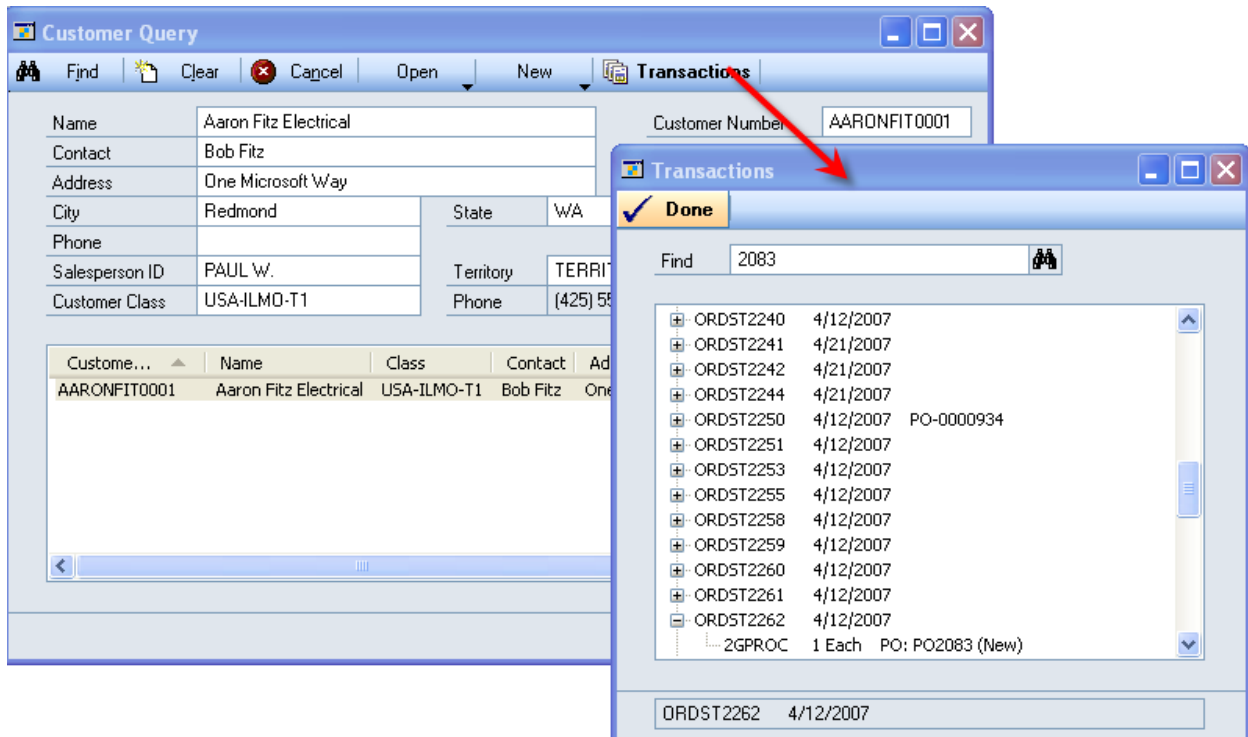 Customer Query
Find Clear Cancel Open New Transactions
Name Aaron Fitz Electrical Customer Number AARONFIT0001
Contact Bob Fitz
Address One Microsoft Way
City Redmond State WA
Phone
Salesperson ID PAUL W. Territory TERRIT
Customer Class USA-ILMO-T1 Phone (425) 55
Custome... Name Class Contact Ad
AARONFIT0001 Aaron Fitz Electrical USA-ILMO-T1 Bob Fitz One
Transactions
Done
Find 2083
ORDST2240 4/12/2007
ORDST2241 4/21/2007
ORDST2242 4/21/2007
ORDST2244 4/21/2007
ORDST2250 4/12/2007 PO-0000934
ORDST2251 4/12/2007
ORDST2253 4/12/2007
ORDST2255 4/12/2007
ORDST2258 4/12/2007
ORDST2259 4/12/2007
ORDST2260 4/12/2007
ORDST2261 4/12/2007
ORDST2262 4/12/2007
2GPROC 1 Each PO: PO2083 (New)
ORDST2262 4/12/2007